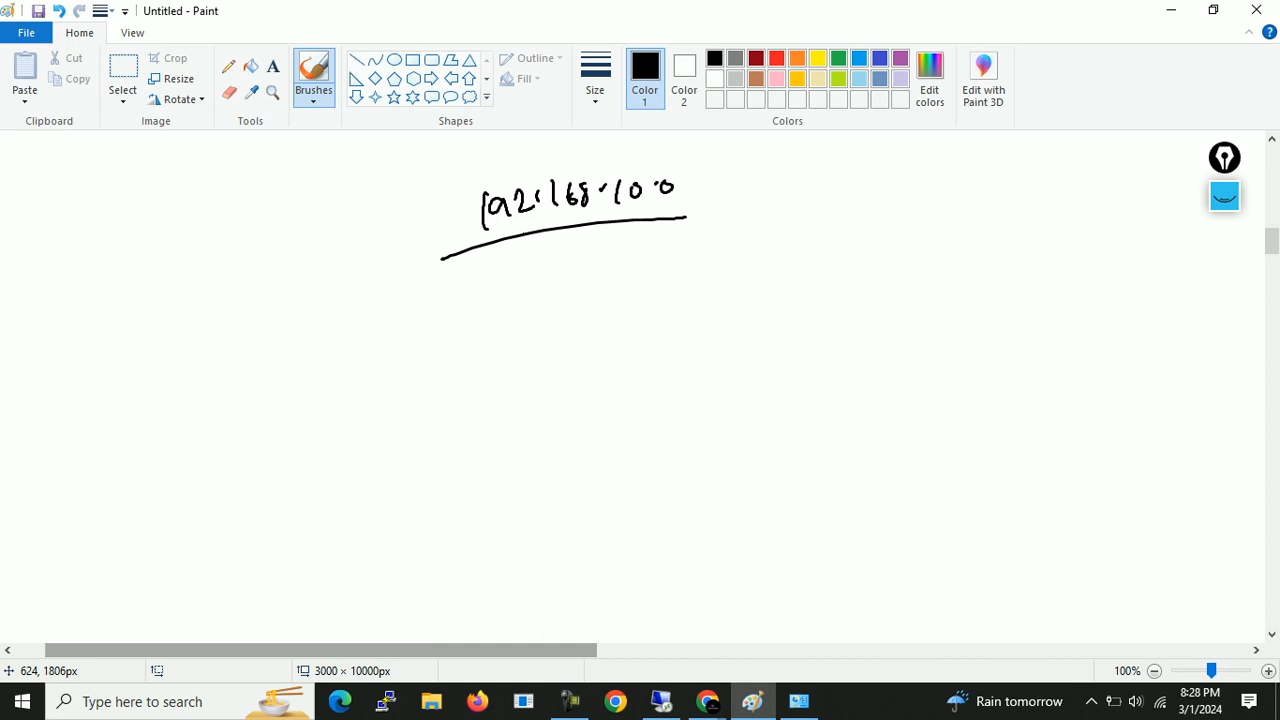 Untitled - Paint
File
Home
View
Paste
Cut
Copy
Clipboard
Select
Crop
Resize
Rotate
Image
A
Tools
Brushes
Outline
Fill
Shapes
Size
Color 1
Color 2
Edit colors
Edit with Paint 3D
Colors
192.168.10.0
624, 1806px
3000 × 10000px
100%
Type here to search
Rain tomorrow
8:28 PM
3/1/2024